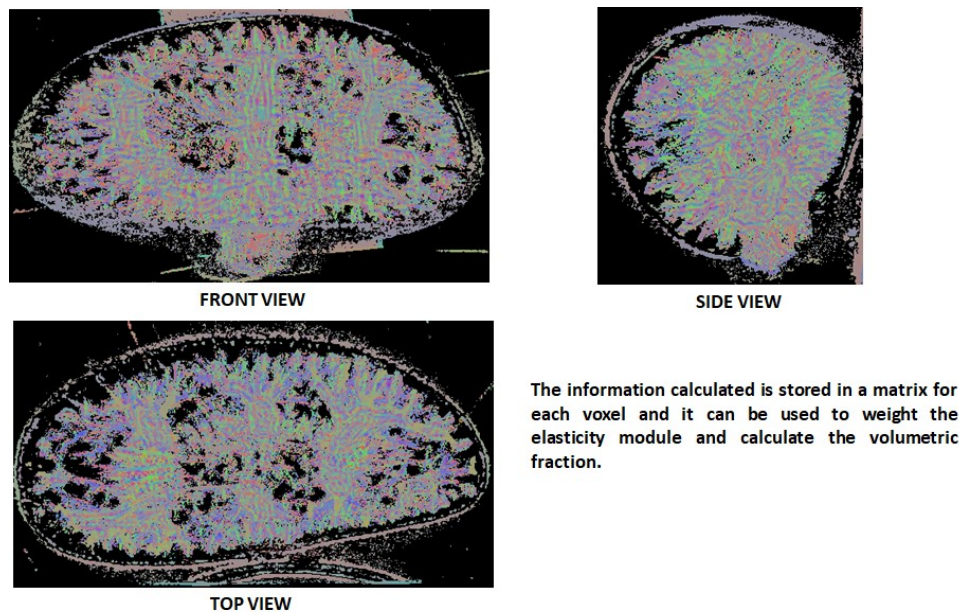 FRONT VIEW
SIDE VIEW
The information calculated is stored in a matrix for
each voxel and it can be used to weight the
elasticity module and calculate the volumetric
fraction.
TOP VIEW